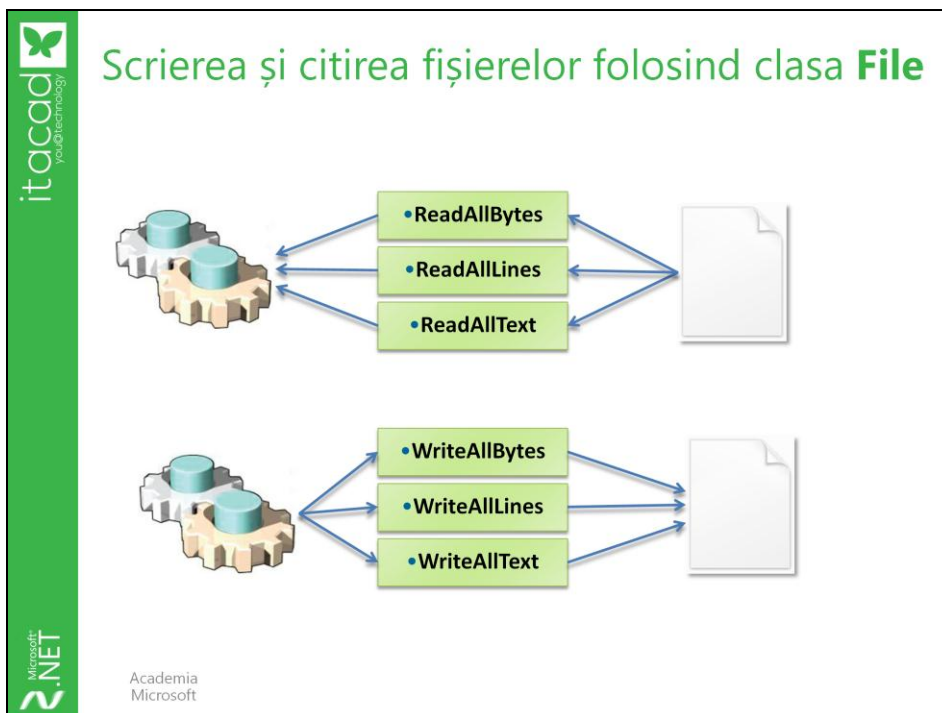 Scrierea și citirea fișierelor folosind clasa File
itacad
you@technology
•ReadAllBytes
•ReadAllLines
•ReadAllText
•WriteAllBytes
•WriteAllLines
•WriteAllText
Microsoft®
.NET
Academia
Microsoft